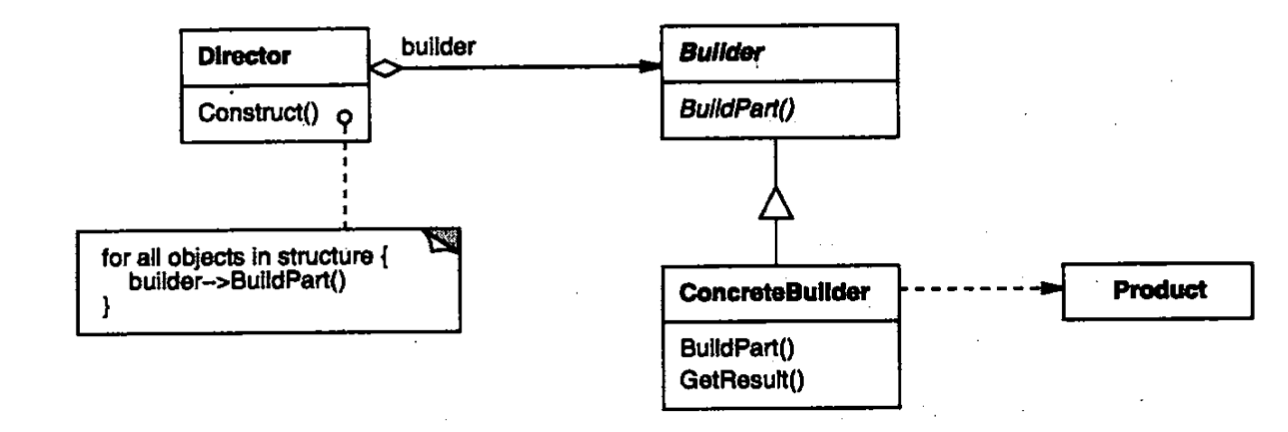 Director
builder
Builder
Construct()
BuildPart()
for all objects in structure {
builder->BuildPart()
}
ConcreteBuilder
Product
BuildPart()
GetResult()